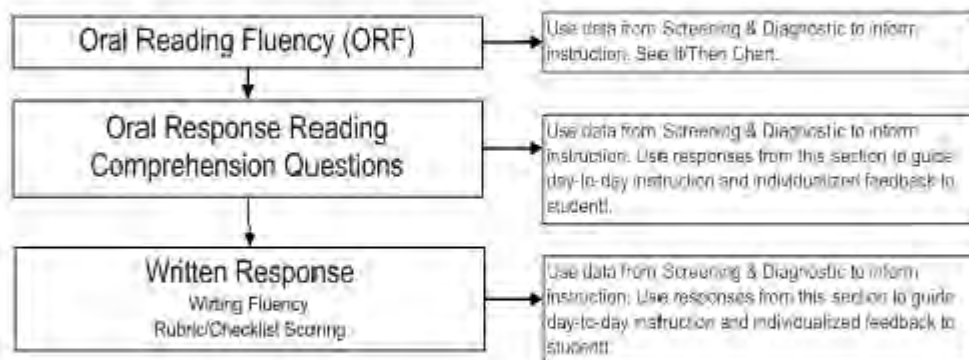 Oral Reading Fluency (ORF)
Use data from Screening & Diagnostic to inform
instruction. See If/Then Chart.
Oral Response Reading
Comprehension Questions
Use data from Screening & Diagnostic to inform
instruction. Use responses from this section to guide
day-to-day instruction and individualized feedback to
student.
Written Response
Writing Fluency
Rubric/Checklist Scoring
Use data from Screening & Diagnostic to inform
instruction. Use responses from this section to guide
day-to-day instruction and individualized feedback to
student.